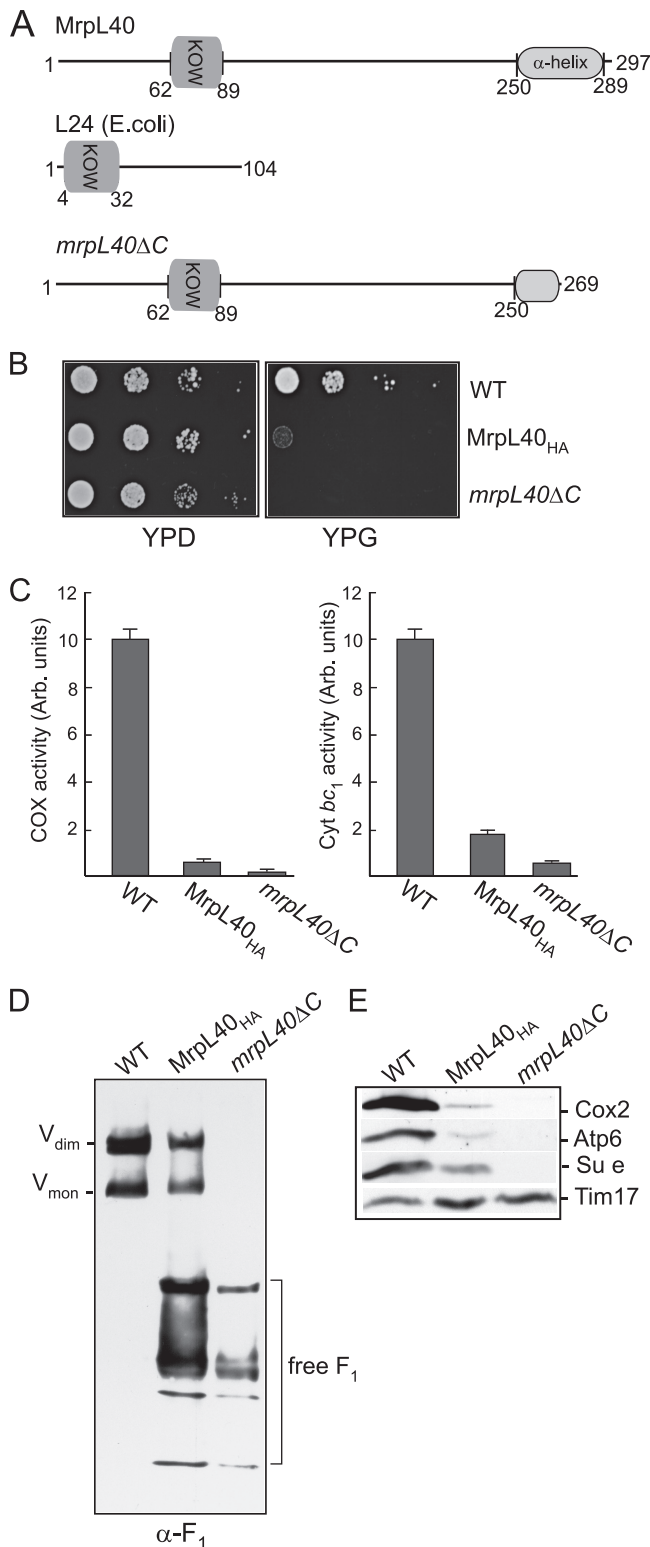 A
MrpL40
1 KOW α-helix 297
62 89 250 289
L24 (E.coli)
1 KOW 104
4 32
mrpL40ΔC
1 KOW 269
62 89 250
B
WT
MrpL40HA
mrpL40ΔC
YPD YPG
C
COX activity (Arb. units)
12
10
8
6
4
2
WT MrpL40HA mrpL40ΔC
Cyt bc1 activity (Arb. units)
12
10
8
6
4
2
WT MrpL40HA mrpL40ΔC
D
WT MrpL40HA mrpL40ΔC
Vdim
Vmon
free F1
α-F1
E
WT MrpL40HA mrpL40ΔC
Cox2
Atp6
Su e
Tim17